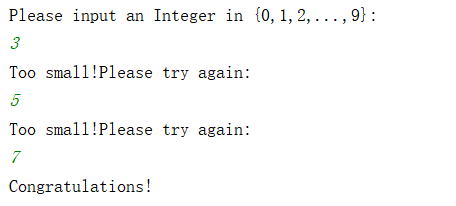 Please input an Integer in {0,1,2,...,9}:
3
Too small!Please try again:
5
Too small!Please try again:
7
Congratulations!